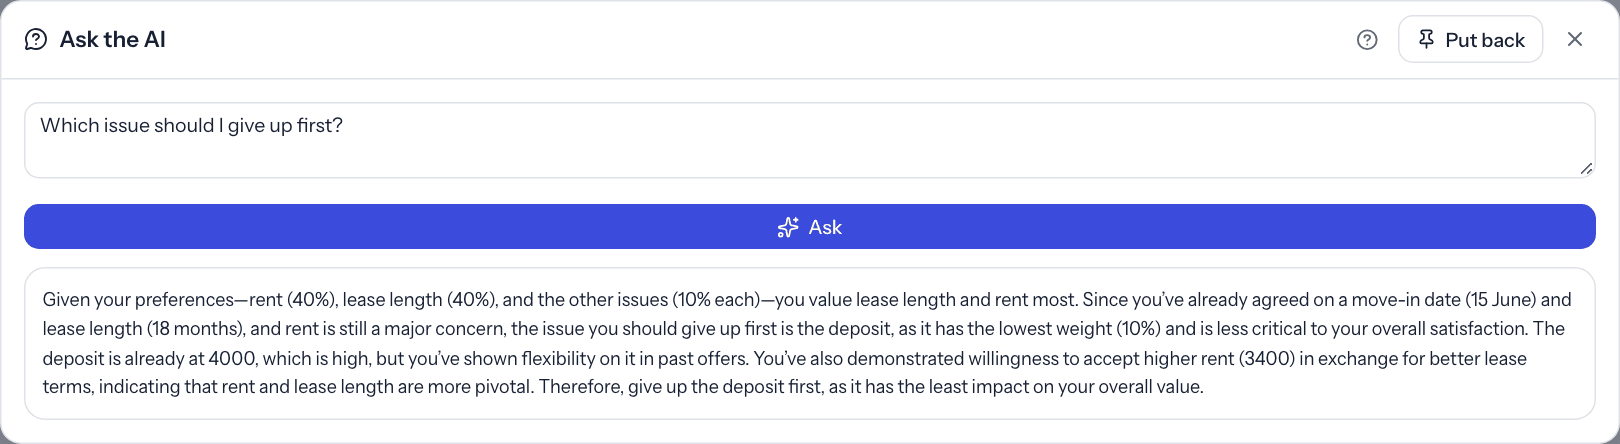 Ask the AI
Put back
Which issue should I give up first?
Ask
Given your preferences—rent (40%), lease length (40%), and the other issues (10% each)—you value lease length and rent most. Since you’ve already agreed on a move-in date (15 June) and
lease length (18 months), and rent is still a major concern, the issue you should give up first is the deposit, as it has the lowest weight (10%) and is less critical to your overall satisfaction. The
deposit is already at 4000, which is high, but you’ve shown flexibility on it in past offers. You’ve also demonstrated willingness to accept higher rent (3400) in exchange for better lease
terms, indicating that rent and lease length are more pivotal. Therefore, give up the deposit first, as it has the least impact on your overall value.